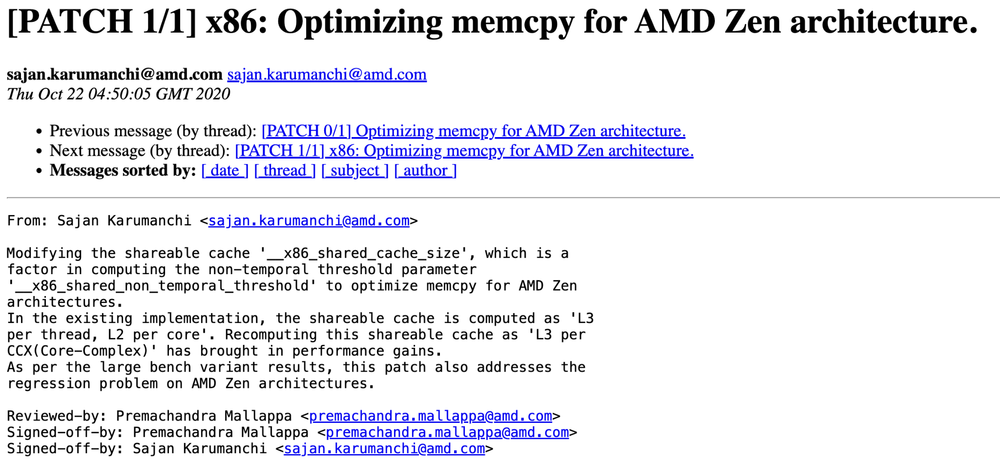 [PATCH 1/1] x86: Optimizing memcpy for AMD Zen architecture.
sajan.karumanchi@amd.com sajan.karumanchi@amd.com
Thu Oct 22 04:50:05 GMT 2020
• Previous message (by thread): [PATCH 0/1] Optimizing memcpy for AMD Zen architecture.
• Next message (by thread): [PATCH 1/1] x86: Optimizing memcpy for AMD Zen architecture.
• Messages sorted by: [ date ] [ thread ] [ subject ] [ author ]
From: Sajan Karumanchi <sajan.karumanchi@amd.com>
Modifying the shareable cache '__x86_shared_cache_size', which is a
factor in computing the non-temporal threshold parameter
'__x86_shared_non_temporal_threshold' to optimize memcpy for AMD Zen
architectures.
In the existing implementation, the shareable cache is computed as 'L3
per thread, L2 per core'. Recomputing this shareable cache as 'L3 per
CCX(Core-Complex)' has brought in performance gains.
As per the large bench variant results, this patch also addresses the
regression problem on AMD Zen architectures.
Reviewed-by: Premachandra Mallappa <premachandra.mallappa@amd.com>
Signed-off-by: Premachandra Mallappa <premachandra.mallappa@amd.com>
Signed-off-by: Sajan Karumanchi <sajan.karumanchi@amd.com>